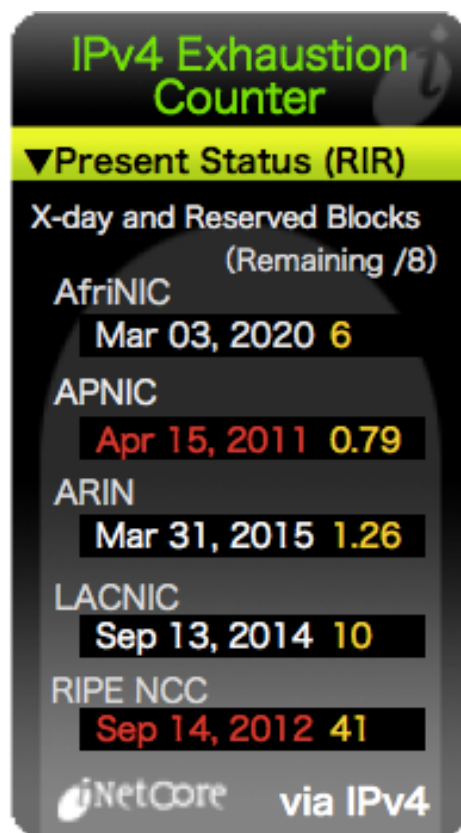 IPv4 Exhaustion
Counter
▼Present Status (RIR)
X-day and Reserved Blocks
(Remaining /8)
AfriNIC
Mar 03, 2020 6
APNIC
Apr 15, 2011 0.79
ARIN
Mar 31, 2015 1.26
LACNIC
Sep 13, 2014 10
RIPE NCC
Sep 14, 2012 41
iNetCore via IPv4